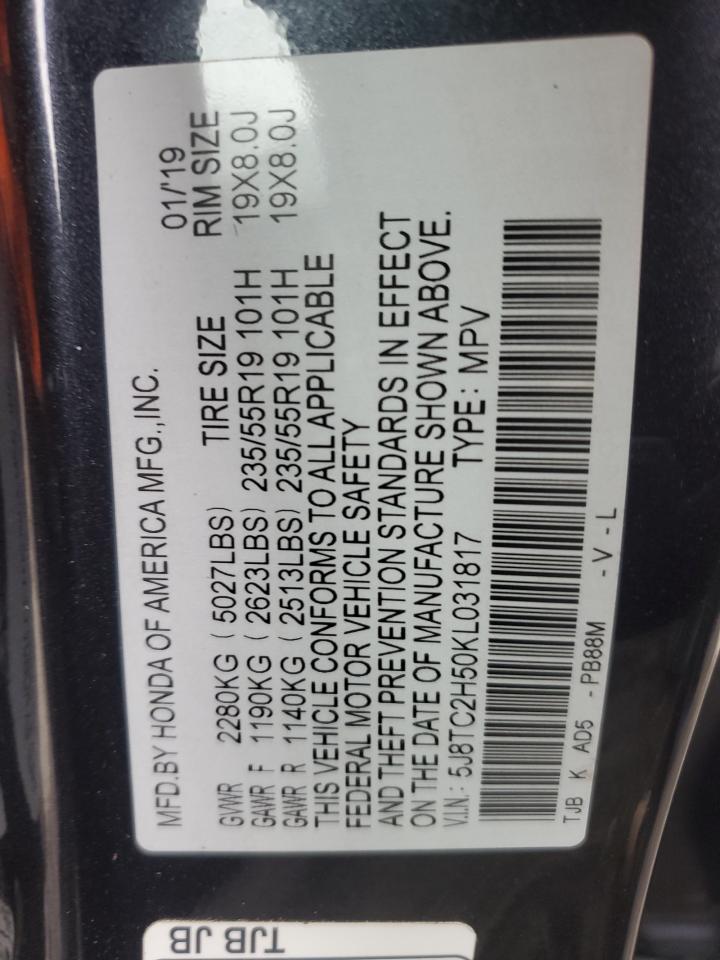 MFD.BY HONDA OF AMERICA MFG.,INC. 01/'19
GVWR 2280KG ( 5027LBS) TIRE SIZE RIM SIZE
GAWR F 1190KG ( 2623LBS) 235/55R19 101H 19X8.0J
GAWR R 1140KG ( 2513LBS) 235/55R19 101H 19X8.0J
THIS VEHICLE CONFORMS TO ALL APPLICABLE
FEDERAL MOTOR VEHICLE SAFETY
AND THEFT PREVENTION STANDARDS IN EFFECT
ON THE DATE OF MANUFACTURE SHOWN ABOVE.
V.I.N.: 5J8TC2H50KL031817 TYPE: MPV
TJB K AD5 -PB88M -V-L
TJB JB